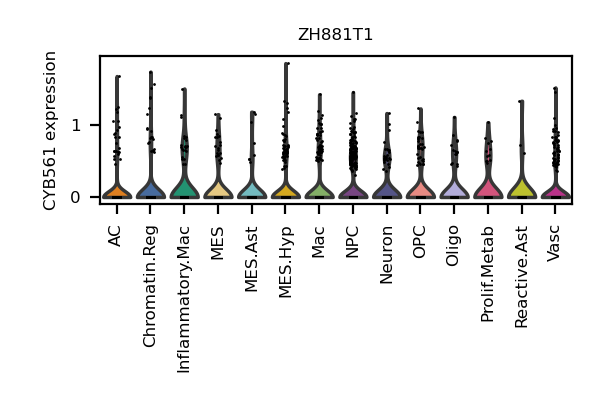 ZH881T1
CYB561 expression
1
0
AC
Chromatin.Reg
Inflammatory.Mac
MES
MES.Ast
MES.Hyp
Mac
NPC
Neuron
OPC
Oligo
Prolif.Metab
Reactive.Ast
Vasc